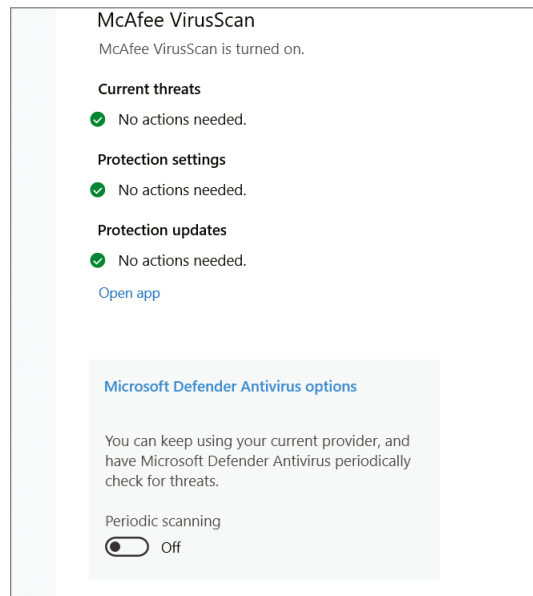 McAfee VirusScan
McAfee VirusScan is turned on.
Current threats
No actions needed.
Protection settings
No actions needed.
Protection updates
No actions needed.
Open app
Microsoft Defender Antivirus options
You can keep using your current provider, and
have Microsoft Defender Antivirus periodically
check for threats.
Periodic scanning
Off